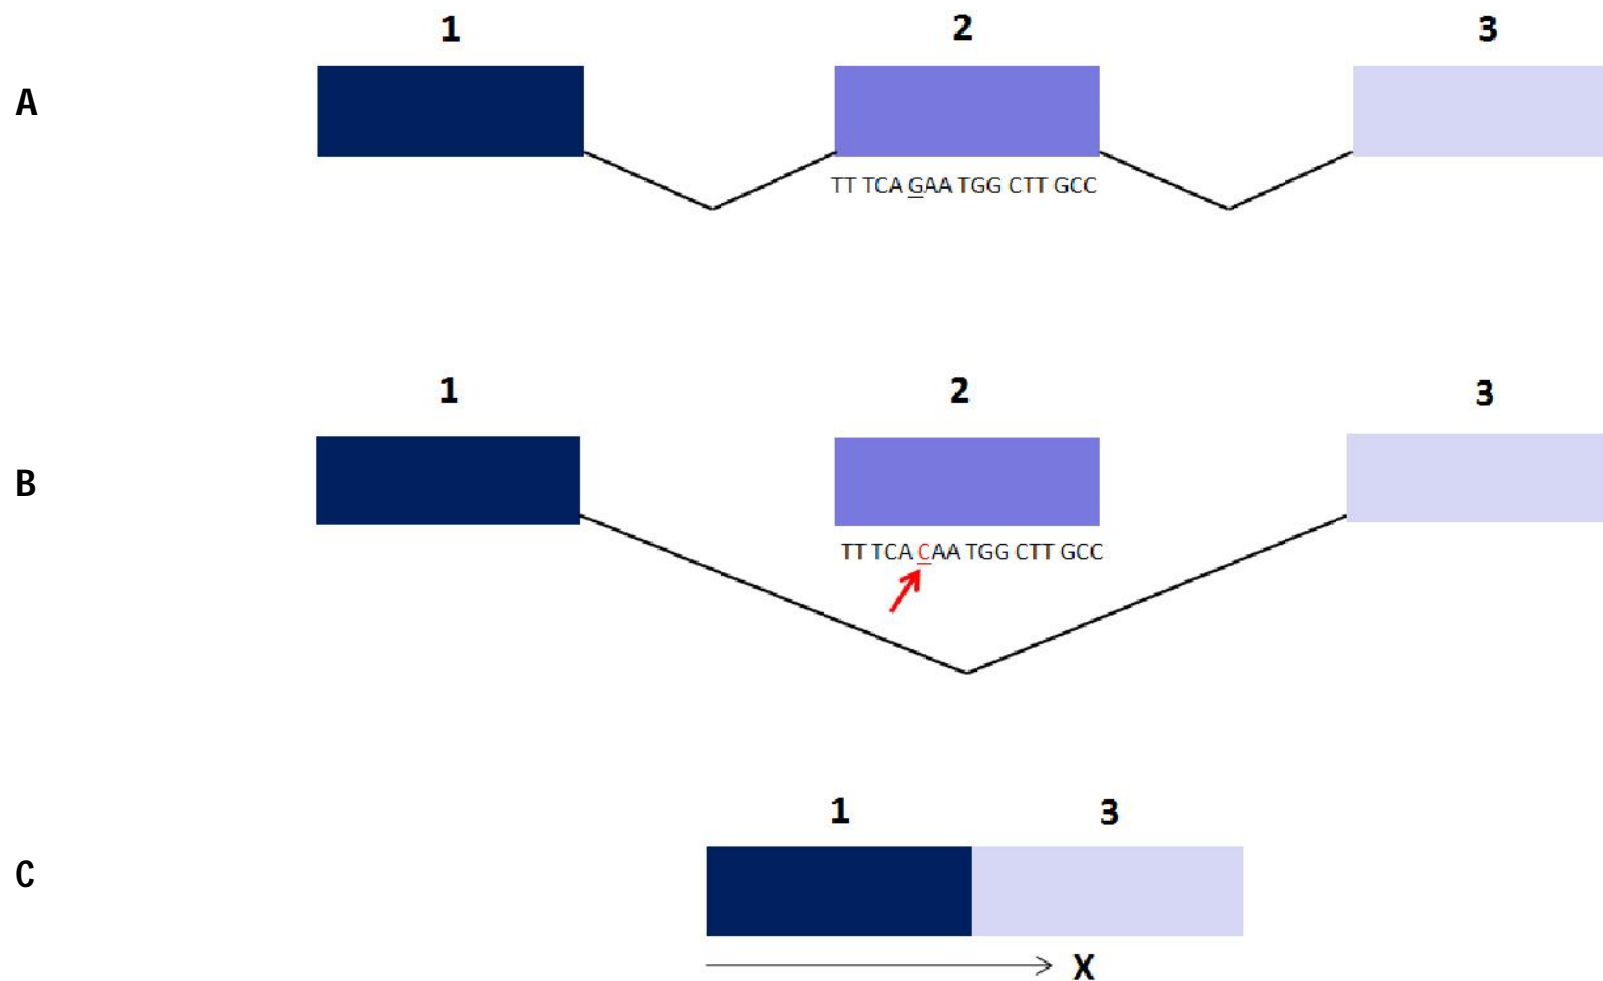 1 2 3
A
TT TCA GAA TGG CTT GCC
1 2 3
B
TT TCA CAA TGG CTT GCC
1 3
C
X